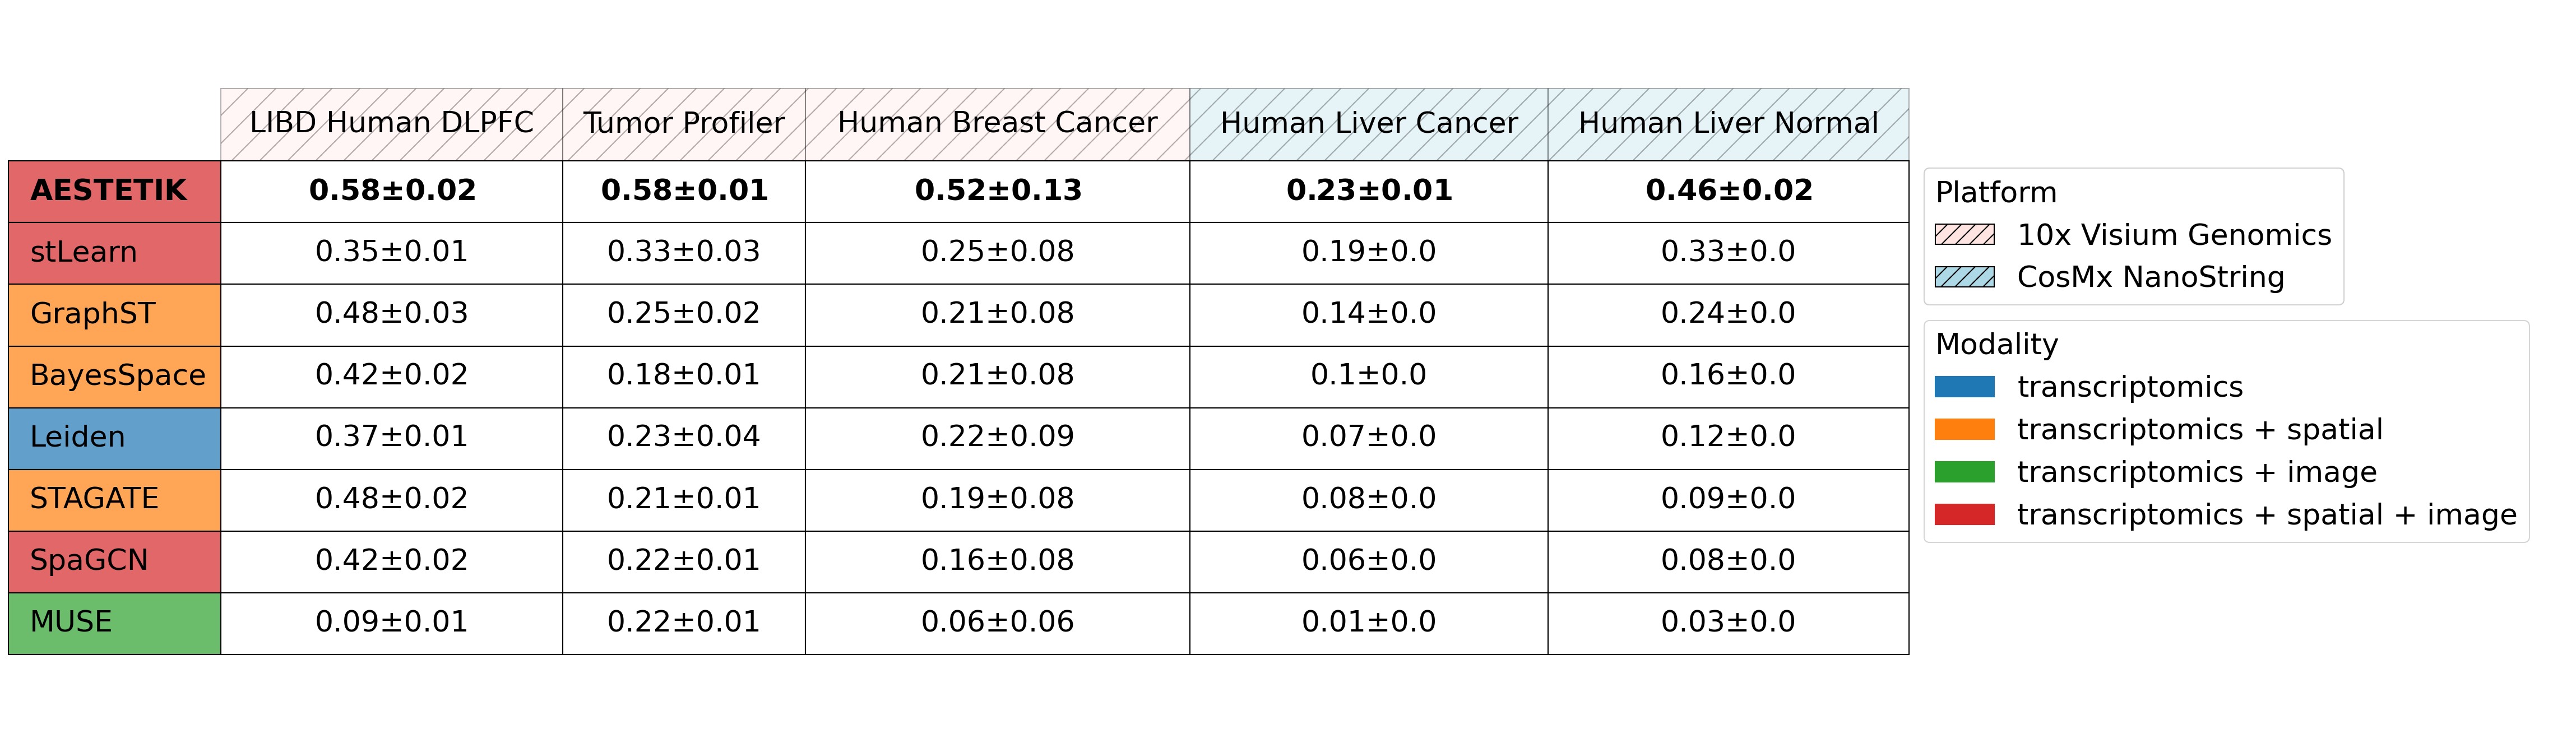 LIBD Human DLPFC Tumor Profiler Human Breast Cancer Human Liver Cancer Human Liver Normal
AESTETIK 0.58±0.02 0.58±0.01 0.52±0.13 0.23±0.01 0.46±0.02
stLearn 0.35±0.01 0.33±0.03 0.25±0.08 0.19±0.0 0.33±0.0
GraphST 0.48±0.03 0.25±0.02 0.21±0.08 0.14±0.0 0.24±0.0
BayesSpace 0.42±0.02 0.18±0.01 0.21±0.08 0.1±0.0 0.16±0.0
Leiden 0.37±0.01 0.23±0.04 0.22±0.09 0.07±0.0 0.12±0.0
STAGATE 0.48±0.02 0.21±0.01 0.19±0.08 0.08±0.0 0.09±0.0
SpaGCN 0.42±0.02 0.22±0.01 0.16±0.08 0.06±0.0 0.08±0.0
MUSE 0.09±0.01 0.22±0.01 0.06±0.06 0.01±0.0 0.03±0.0
Platform
10x Visium Genomics
CosMx NanoString
Modality
transcriptomics
transcriptomics + spatial
transcriptomics + image
transcriptomics + spatial + image